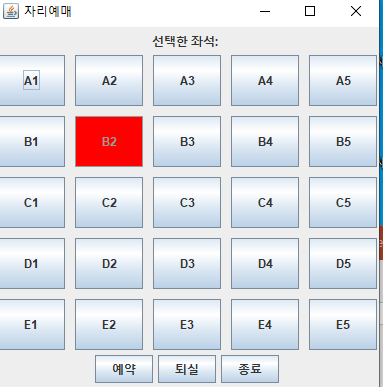 자리예매
선택한 좌석:
A1 A2 A3 A4 A5
B1 B2 B3 B4 B5
C1 C2 C3 C4 C5
D1 D2 D3 D4 D5
E1 E2 E3 E4 E5
예약 퇴실 종료